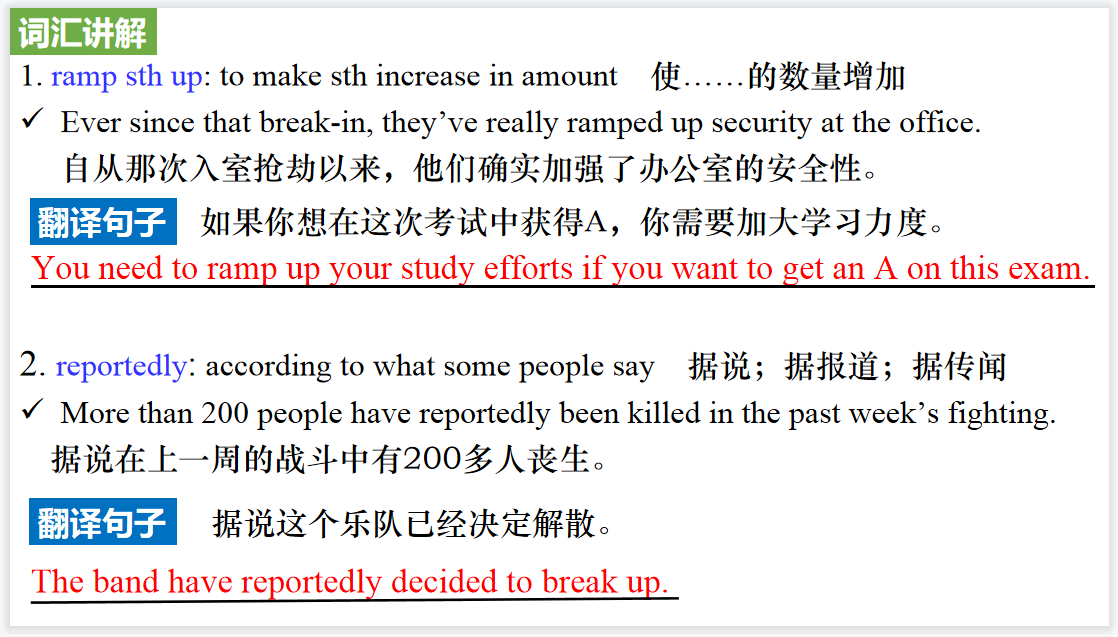 词汇讲解
1. ramp sth up: to make sth increase in amount 使……的数量增加
✓ Ever since that break-in, they’ve really ramped up security at the office.
自从那次入室抢劫以来，他们确实加强了办公室的安全性。
翻译句子 如果你想在这次考试中获得A，你需要加大学习力度。
You need to ramp up your study efforts if you want to get an A on this exam.
2. reportedly: according to what some people say 据说；据报道；据传闻
✓ More than 200 people have reportedly been killed in the past week’s fighting.
据说在上一周的战斗中有200多人丧生。
翻译句子 据说这个乐队已经决定解散。
The band have reportedly decided to break up.